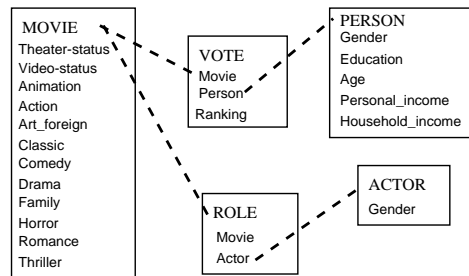 MOVIE
Theater-status
Video-status
Animation
Action
Art_foreign
Classic
Comedy
Drama
Family
Horror
Romance
Thriller
VOTE
Movie
Person
Ranking
PERSON
Gender
Education
Age
Personal_income
Household_income
ROLE
Movie
Actor
ACTOR
Gender